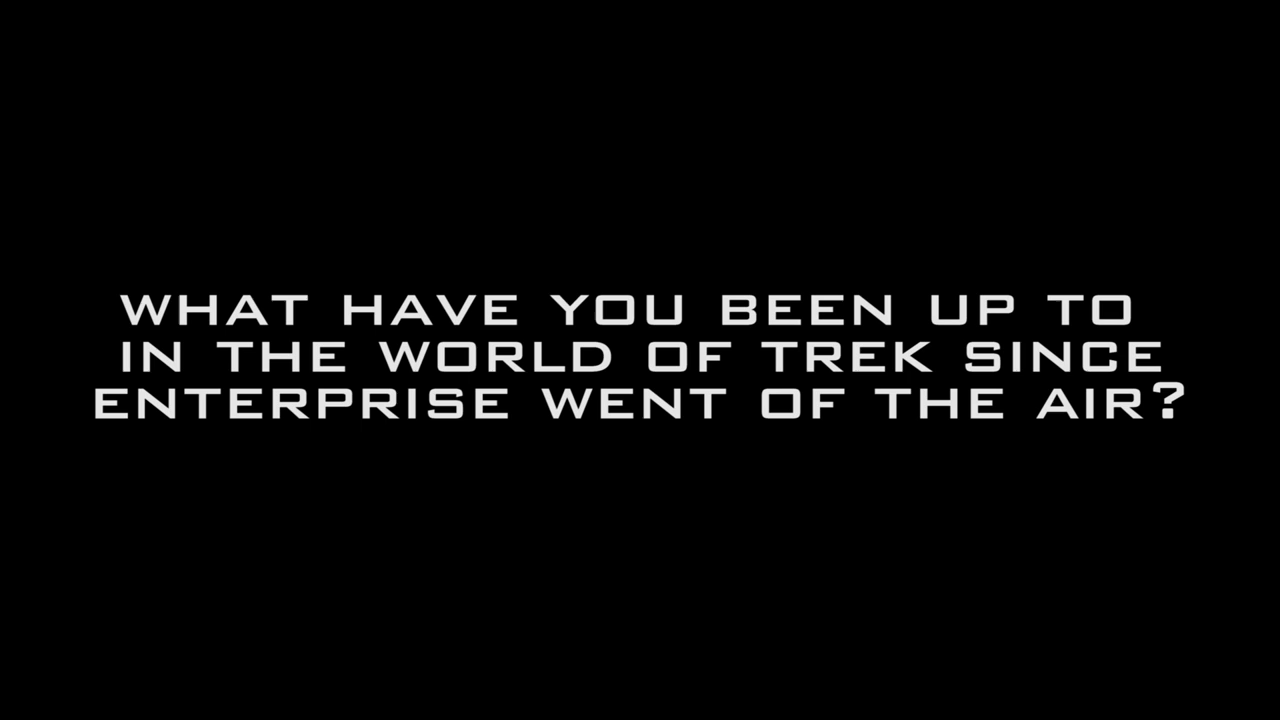 WHAT HAVE YOU BEEN UP TO
IN THE WORLD OF TREK SINCE
ENTERPRISE WENT OF THE AIR?